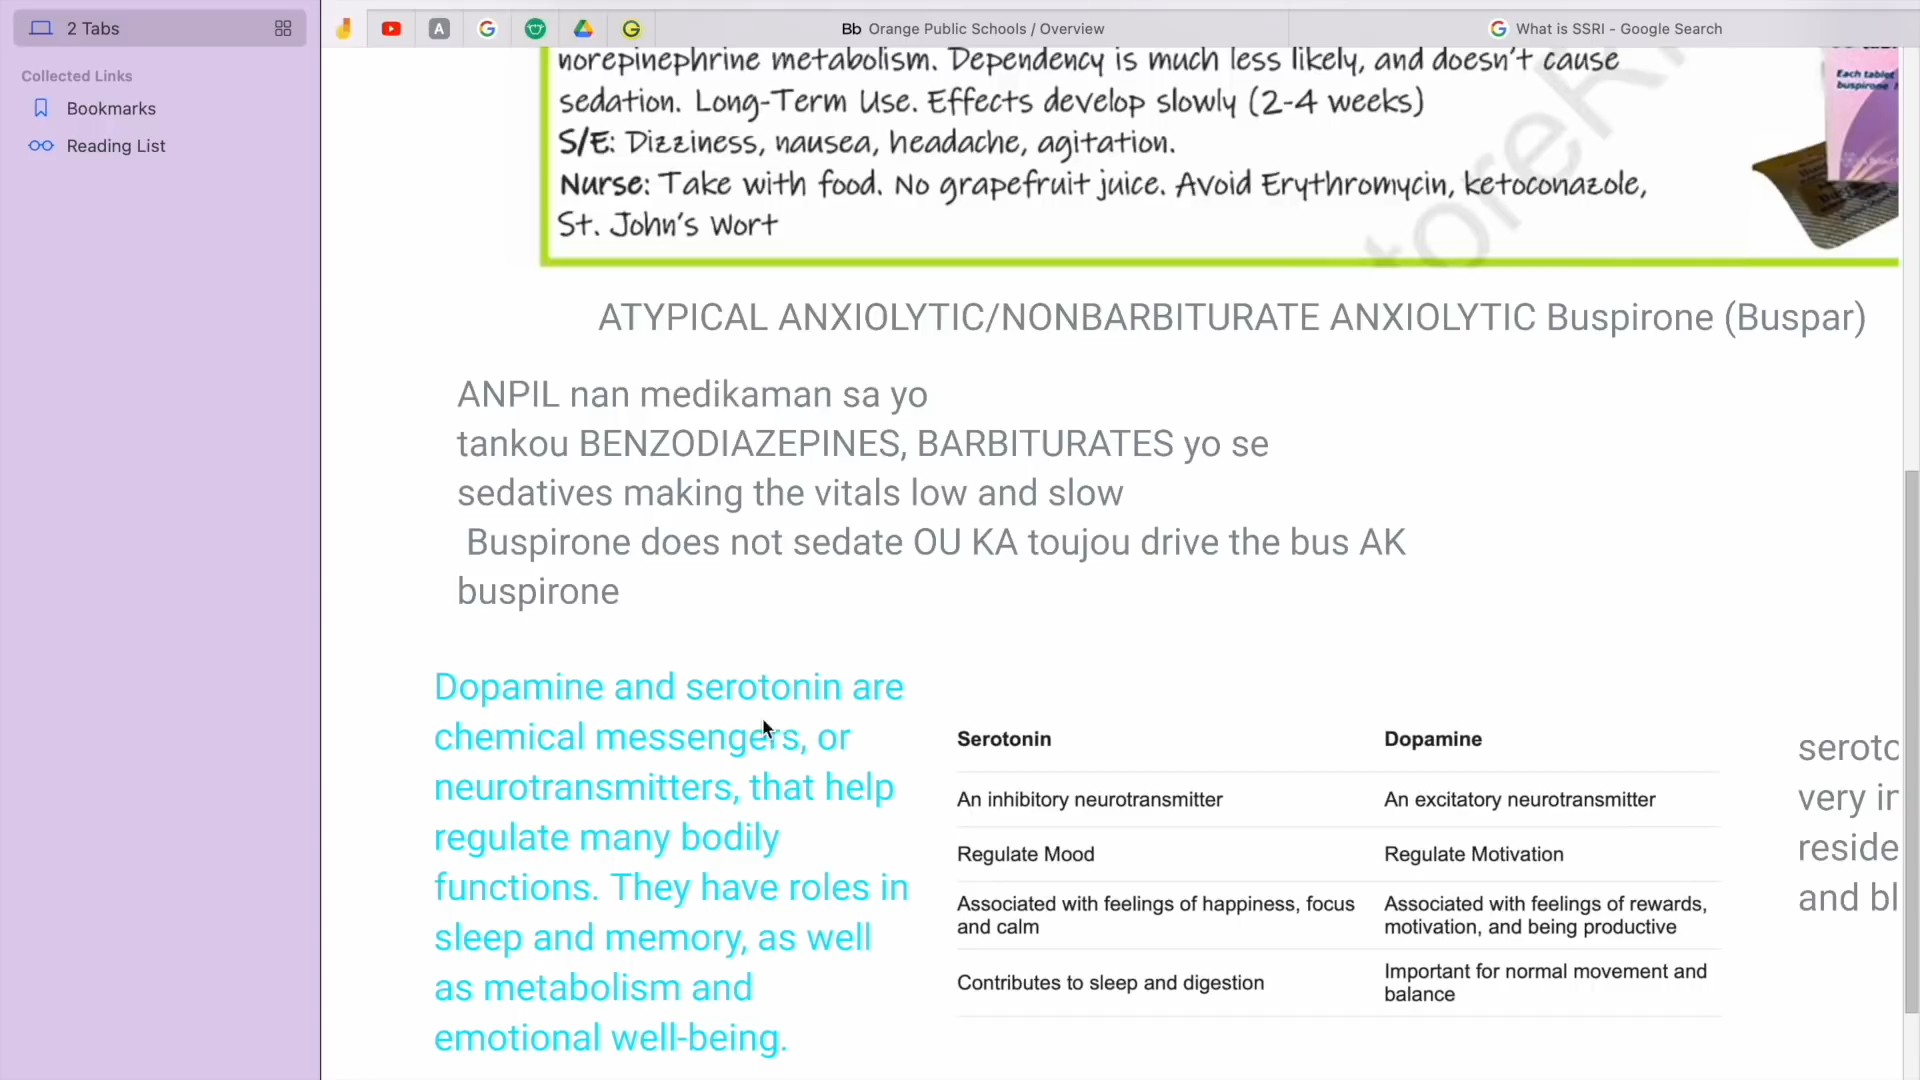 2 Tabs
Collected Links
Bookmarks
Reading List
Bb Orange Public Schools / Overview
What is SSRI - Google Search
norepinephrine metabolism. Dependency is much less likely, and doesn't cause
sedation. Long-Term Use. Effects develop slowly (2-4 weeks)
S/E: Dizziness, nausea, headache, agitation.
Nurse: Take with food. No grapefruit juice. Avoid Erythromycin, ketoconazole,
St. John's Wort
Each tablet
buspirone
ATYPICAL ANXIOLYTIC/NONBARBITURATE ANXIOLYTIC Buspirone (Buspar)
ANPIL nan medikaman sa yo
tankou BENZODIAZEPINES, BARBITURATES yo se
sedatives making the vitals low and slow
Buspirone does not sedate OU KA toujou drive the bus AK
buspirone
Dopamine and serotonin are
chemical messengers, or
neurotransmitters, that help
regulate many bodily
functions. They have roles in
sleep and memory, as well
as metabolism and
emotional well-being.
Serotonin Dopamine
An inhibitory neurotransmitter An excitatory neurotransmitter
Regulate Mood Regulate Motivation
Associated with feelings of happiness, focus
and calm
Associated with feelings of rewards,
motivation, and being productive
Contributes to sleep and digestion
Important for normal movement and
balance
very
and